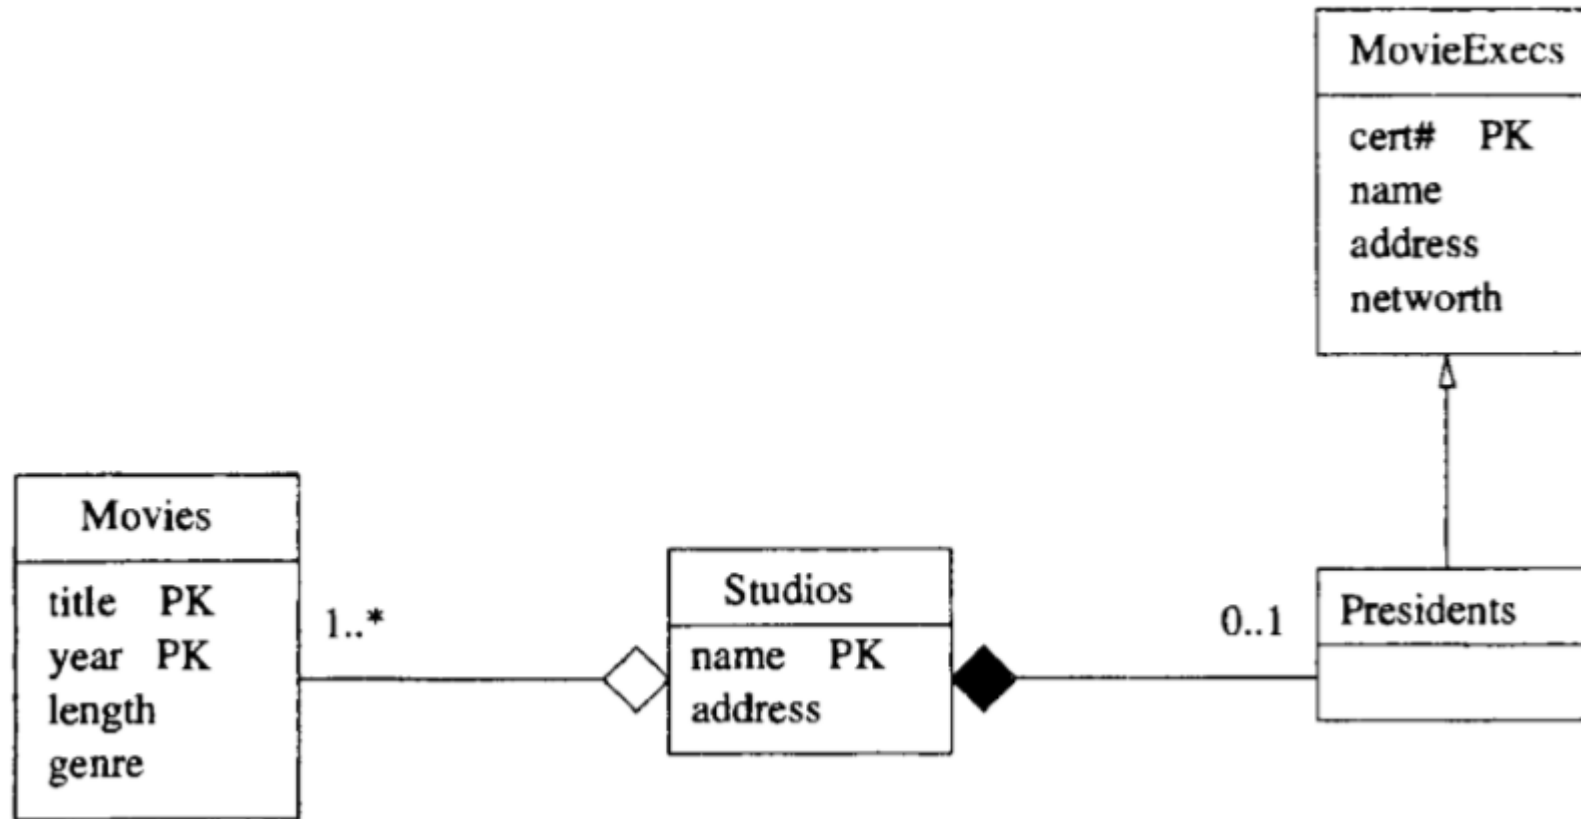 MovieExecs
cert# PK
name
address
networth
Movies
title PK
year PK
length
genre
1..*
Studios
name PK
address
0..1
Presidents